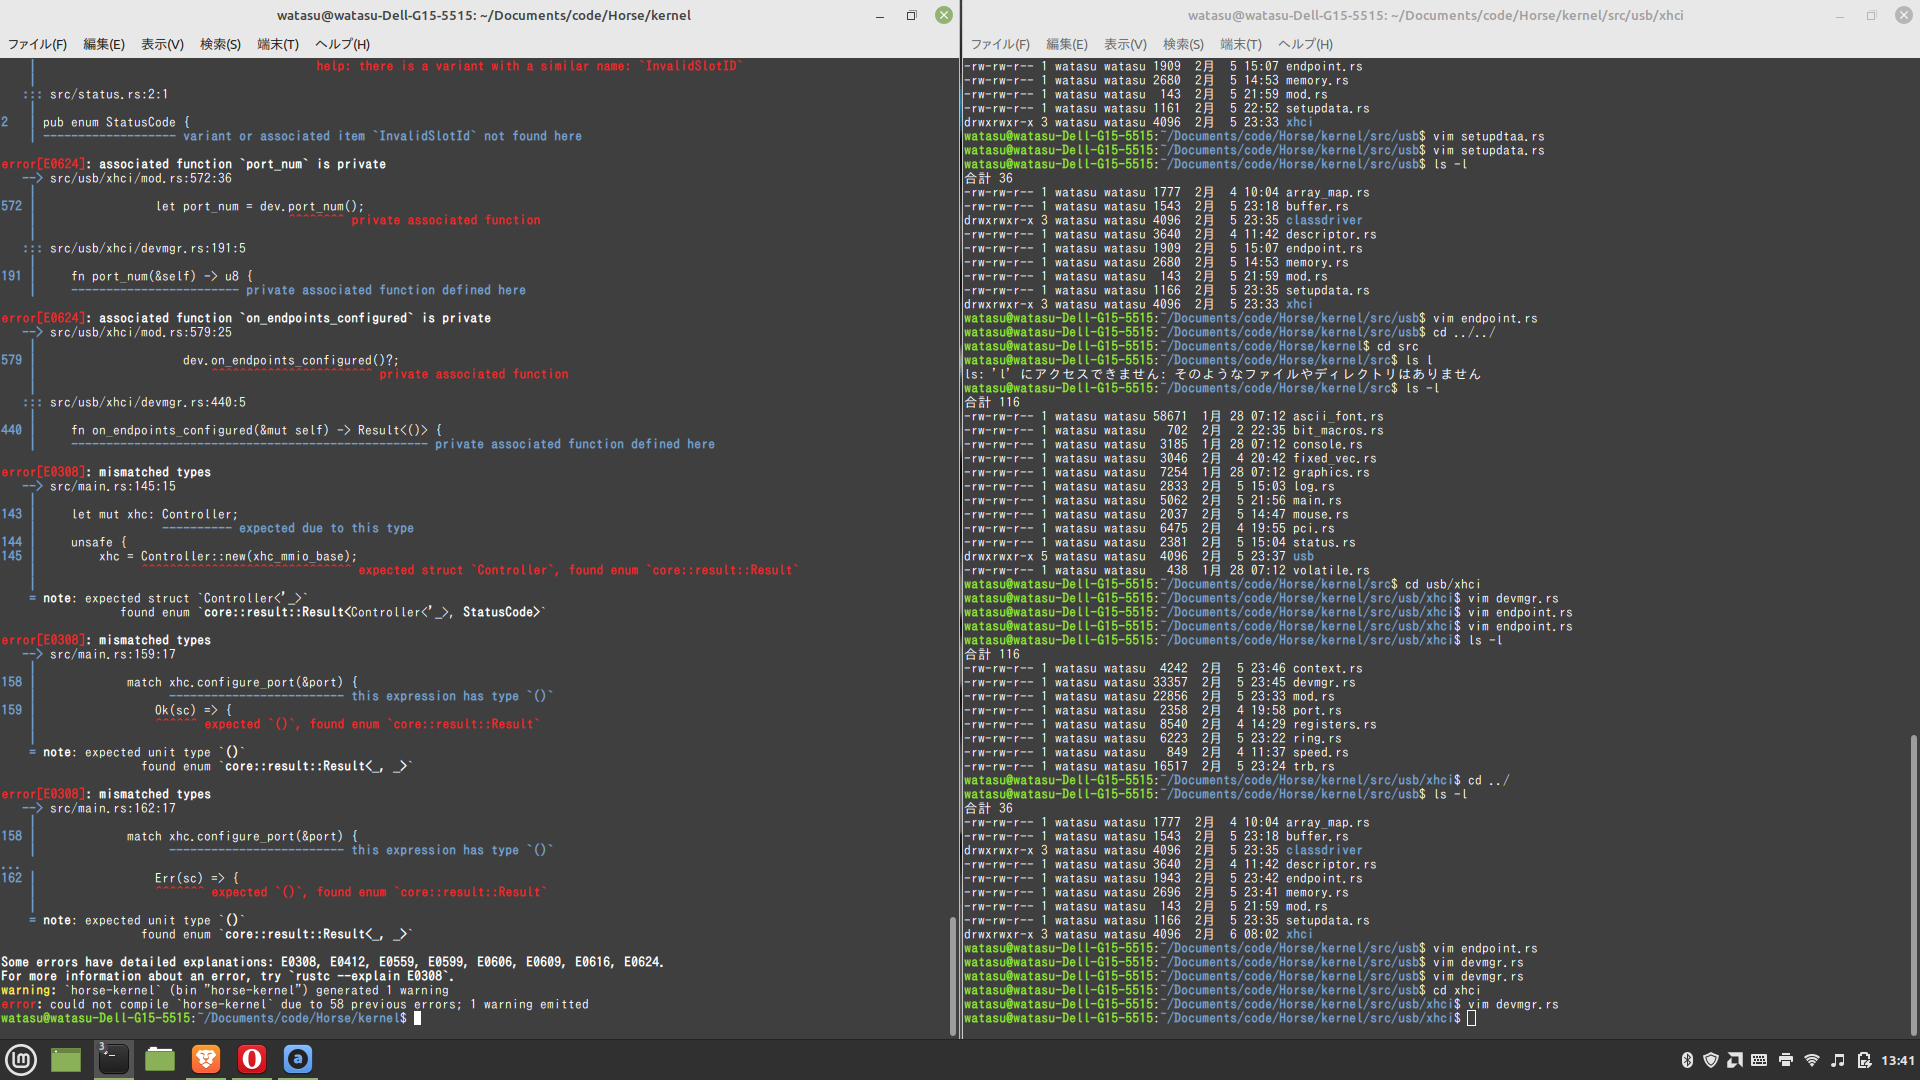 watasu@watasu-Dell-G15-5515: ~/Documents/code/Horse/kernel
ファイル(F) 編集(E) 表示(V) 検索(S) 端末(T) ヘルプ(H)
help: there is a variant with a similar name: `InvalidSlotID`
::: src/status.rs:2:1
2 | pub enum StatusCode {
| ------------------- variant or associated item `InvalidSlotId` not found here
error[E0624]: associated function `port_num` is private
--> src/usb/xhci/mod.rs:572:36
572 | let port_num = dev.port_num();
| ^^^^^^^^ private associated function
::: src/usb/xhci/devmgr.rs:191:5
191 | fn port_num(&self) -> u8 {
| ------------------------ private associated function defined here
error[E0624]: associated function `on_endpoints_configured` is private
--> src/usb/xhci/mod.rs:579:25
579 | dev.on_endpoints_configured()?;
| ^^^^^^^^^^^^^^^^^^^^^^^ private associated function
::: src/usb/xhci/devmgr.rs:440:5
440 | fn on_endpoints_configured(&mut self) -> Result<()> {
| --------------------------------------------------- private associated function defined here
error[E0308]: mismatched types
--> src/main.rs:145:15
143 | let mut xhc: Controller;
| ---------- expected due to this type
144 | unsafe {
145 | xhc = Controller::new(xhc_mmio_base);
| ^^^^^^^^^^^^^^^^^^^^^^^^^^^^^^ expected struct `Controller`, found enum `core::result::Result`
= note: expected struct `Controller<'_>`
found enum `core::result::Result<Controller<'_>, StatusCode>`
error[E0308]: mismatched types
--> src/main.rs:159:17
158 | match xhc.configure_port(&port) {
| ------------------------- this expression has type `()`
159 | Ok(sc) => {
| ^^^^^^ expected `()`, found enum `core::result::Result`
= note: expected unit type `()`
found enum `core::result::Result<_, _>`
error[E0308]: mismatched types
--> src/main.rs:162:17
158 | match xhc.configure_port(&port) {
| ------------------------- this expression has type `()`
...
162 | Err(sc) => {
| ^^^^^^^ expected `()`, found enum `core::result::Result`
= note: expected unit type `()`
found enum `core::result::Result<_, _>`
Some errors have detailed explanations: E0308, E0412, E0559, E0599, E0606, E0609, E0616, E0624.
For more information about an error, try `rustc --explain E0308`.
warning: `horse-kernel` (bin "horse-kernel") generated 1 warning
error: could not compile `horse-kernel` due to 58 previous errors; 1 warning emitted
watasu@watasu-Dell-G15-5515:~/Documents/code/Horse/kernel$
watasu@watasu-Dell-G15-5515: ~/Documents/code/Horse/kernel/src/usb/xhci
ファイル(F) 編集(E) 表示(V) 検索(S) 端末(T) ヘルプ(H)
-rw-rw-r-- 1 watasu watasu 1909 2月 5 15:07 endpoint.rs
-rw-rw-r-- 1 watasu watasu 2680 2月 5 14:53 memory.rs
-rw-rw-r-- 1 watasu watasu 143 2月 5 21:59 mod.rs
-rw-rw-r-- 1 watasu watasu 1161 2月 5 22:52 setupdata.rs
drwxrwxr-x 3 watasu watasu 4096 2月 5 23:33 xhci
watasu@watasu-Dell-G15-5515:~/Documents/code/Horse/kernel/src/usb$ vim setupdtaa.rs
watasu@watasu-Dell-G15-5515:~/Documents/code/Horse/kernel/src/usb$ vim setupdata.rs
watasu@watasu-Dell-G15-5515:~/Documents/code/Horse/kernel/src/usb$ ls -l
合計 36
-rw-rw-r-- 1 watasu watasu 1777 2月 4 10:04 array_map.rs
-rw-rw-r-- 1 watasu watasu 1543 2月 5 23:18 buffer.rs
drwxrwxr-x 3 watasu watasu 4096 2月 5 23:35 classdriver
-rw-rw-r-- 1 watasu watasu 3640 2月 4 11:42 descriptor.rs
-rw-rw-r-- 1 watasu watasu 1909 2月 5 15:07 endpoint.rs
-rw-rw-r-- 1 watasu watasu 2680 2月 5 14:53 memory.rs
-rw-rw-r-- 1 watasu watasu 143 2月 5 21:59 mod.rs
-rw-rw-r-- 1 watasu watasu 1166 2月 5 23:35 setupdata.rs
drwxrwxr-x 3 watasu watasu 4096 2月 5 23:33 xhci
watasu@watasu-Dell-G15-5515:~/Documents/code/Horse/kernel/src/usb$ vim endpoint.rs
watasu@watasu-Dell-G15-5515:~/Documents/code/Horse/kernel/src/usb$ cd ../../
watasu@watasu-Dell-G15-5515:~/Documents/code/Horse/kernel$ cd src
watasu@watasu-Dell-G15-5515:~/Documents/code/Horse/kernel/src$ ls l
ls: 'l' にアクセスできません: そのようなファイルやディレクトリはありません
watasu@watasu-Dell-G15-5515:~/Documents/code/Horse/kernel/src$ ls -l
合計 116
-rw-rw-r-- 1 watasu watasu 58671 1月 28 07:12 ascii_font.rs
-rw-rw-r-- 1 watasu watasu 702 2月 2 22:35 bit_macros.rs
-rw-rw-r-- 1 watasu watasu 3185 1月 28 07:12 console.rs
-rw-rw-r-- 1 watasu watasu 3046 2月 4 20:42 fixed_vec.rs
-rw-rw-r-- 1 watasu watasu 7254 1月 28 07:12 graphics.rs
-rw-rw-r-- 1 watasu watasu 2833 2月 5 15:03 log.rs
-rw-rw-r-- 1 watasu watasu 5062 2月 5 21:56 main.rs
-rw-rw-r-- 1 watasu watasu 2037 2月 5 14:47 mouse.rs
-rw-rw-r-- 1 watasu watasu 6475 2月 4 19:55 pci.rs
-rw-rw-r-- 1 watasu watasu 2381 2月 5 15:04 status.rs
drwxrwxr-x 5 watasu watasu 4096 2月 5 23:37 usb
-rw-rw-r-- 1 watasu watasu 438 1月 28 07:12 volatile.rs
watasu@watasu-Dell-G15-5515:~/Documents/code/Horse/kernel/src$ cd usb/xhci
watasu@watasu-Dell-G15-5515:~/Documents/code/Horse/kernel/src/usb/xhci$ vim devmgr.rs
watasu@watasu-Dell-G15-5515:~/Documents/code/Horse/kernel/src/usb/xhci$ vim endpoint.rs
watasu@watasu-Dell-G15-5515:~/Documents/code/Horse/kernel/src/usb/xhci$ vim endpoint.rs
watasu@watasu-Dell-G15-5515:~/Documents/code/Horse/kernel/src/usb/xhci$ ls -l
合計 116
-rw-rw-r-- 1 watasu watasu 4242 2月 5 23:46 context.rs
-rw-rw-r-- 1 watasu watasu 33357 2月 5 23:45 devmgr.rs
-rw-rw-r-- 1 watasu watasu 22856 2月 5 23:33 mod.rs
-rw-rw-r-- 1 watasu watasu 2358 2月 4 19:58 port.rs
-rw-rw-r-- 1 watasu watasu 8540 2月 4 14:29 registers.rs
-rw-rw-r-- 1 watasu watasu 6223 2月 5 23:22 ring.rs
-rw-rw-r-- 1 watasu watasu 849 2月 4 11:37 speed.rs
-rw-rw-r-- 1 watasu watasu 16517 2月 5 23:24 trb.rs
watasu@watasu-Dell-G15-5515:~/Documents/code/Horse/kernel/src/usb/xhci$ cd ../
watasu@watasu-Dell-G15-5515:~/Documents/code/Horse/kernel/src/usb$ ls -l
合計 36
-rw-rw-r-- 1 watasu watasu 1777 2月 4 10:04 array_map.rs
-rw-rw-r-- 1 watasu watasu 1543 2月 5 23:18 buffer.rs
drwxrwxr-x 3 watasu watasu 4096 2月 5 23:35 classdriver
-rw-rw-r-- 1 watasu watasu 3640 2月 4 11:42 descriptor.rs
-rw-rw-r-- 1 watasu watasu 1943 2月 5 23:42 endpoint.rs
-rw-rw-r-- 1 watasu watasu 2696 2月 5 23:41 memory.rs
-rw-rw-r-- 1 watasu watasu 143 2月 5 21:59 mod.rs
-rw-rw-r-- 1 watasu watasu 1166 2月 5 23:35 setupdata.rs
drwxrwxr-x 3 watasu watasu 4096 2月 6 08:02 xhci
watasu@watasu-Dell-G15-5515:~/Documents/code/Horse/kernel/src/usb$ vim endpoint.rs
watasu@watasu-Dell-G15-5515:~/Documents/code/Horse/kernel/src/usb$ vim devmgr.rs
watasu@watasu-Dell-G15-5515:~/Documents/code/Horse/kernel/src/usb$ vim devmgr.rs
watasu@watasu-Dell-G15-5515:~/Documents/code/Horse/kernel/src/usb$ cd xhci
watasu@watasu-Dell-G15-5515:~/Documents/code/Horse/kernel/src/usb/xhci$ vim devmgr.rs
watasu@watasu-Dell-G15-5515:~/Documents/code/Horse/kernel/src/usb/xhci$
3
13:41